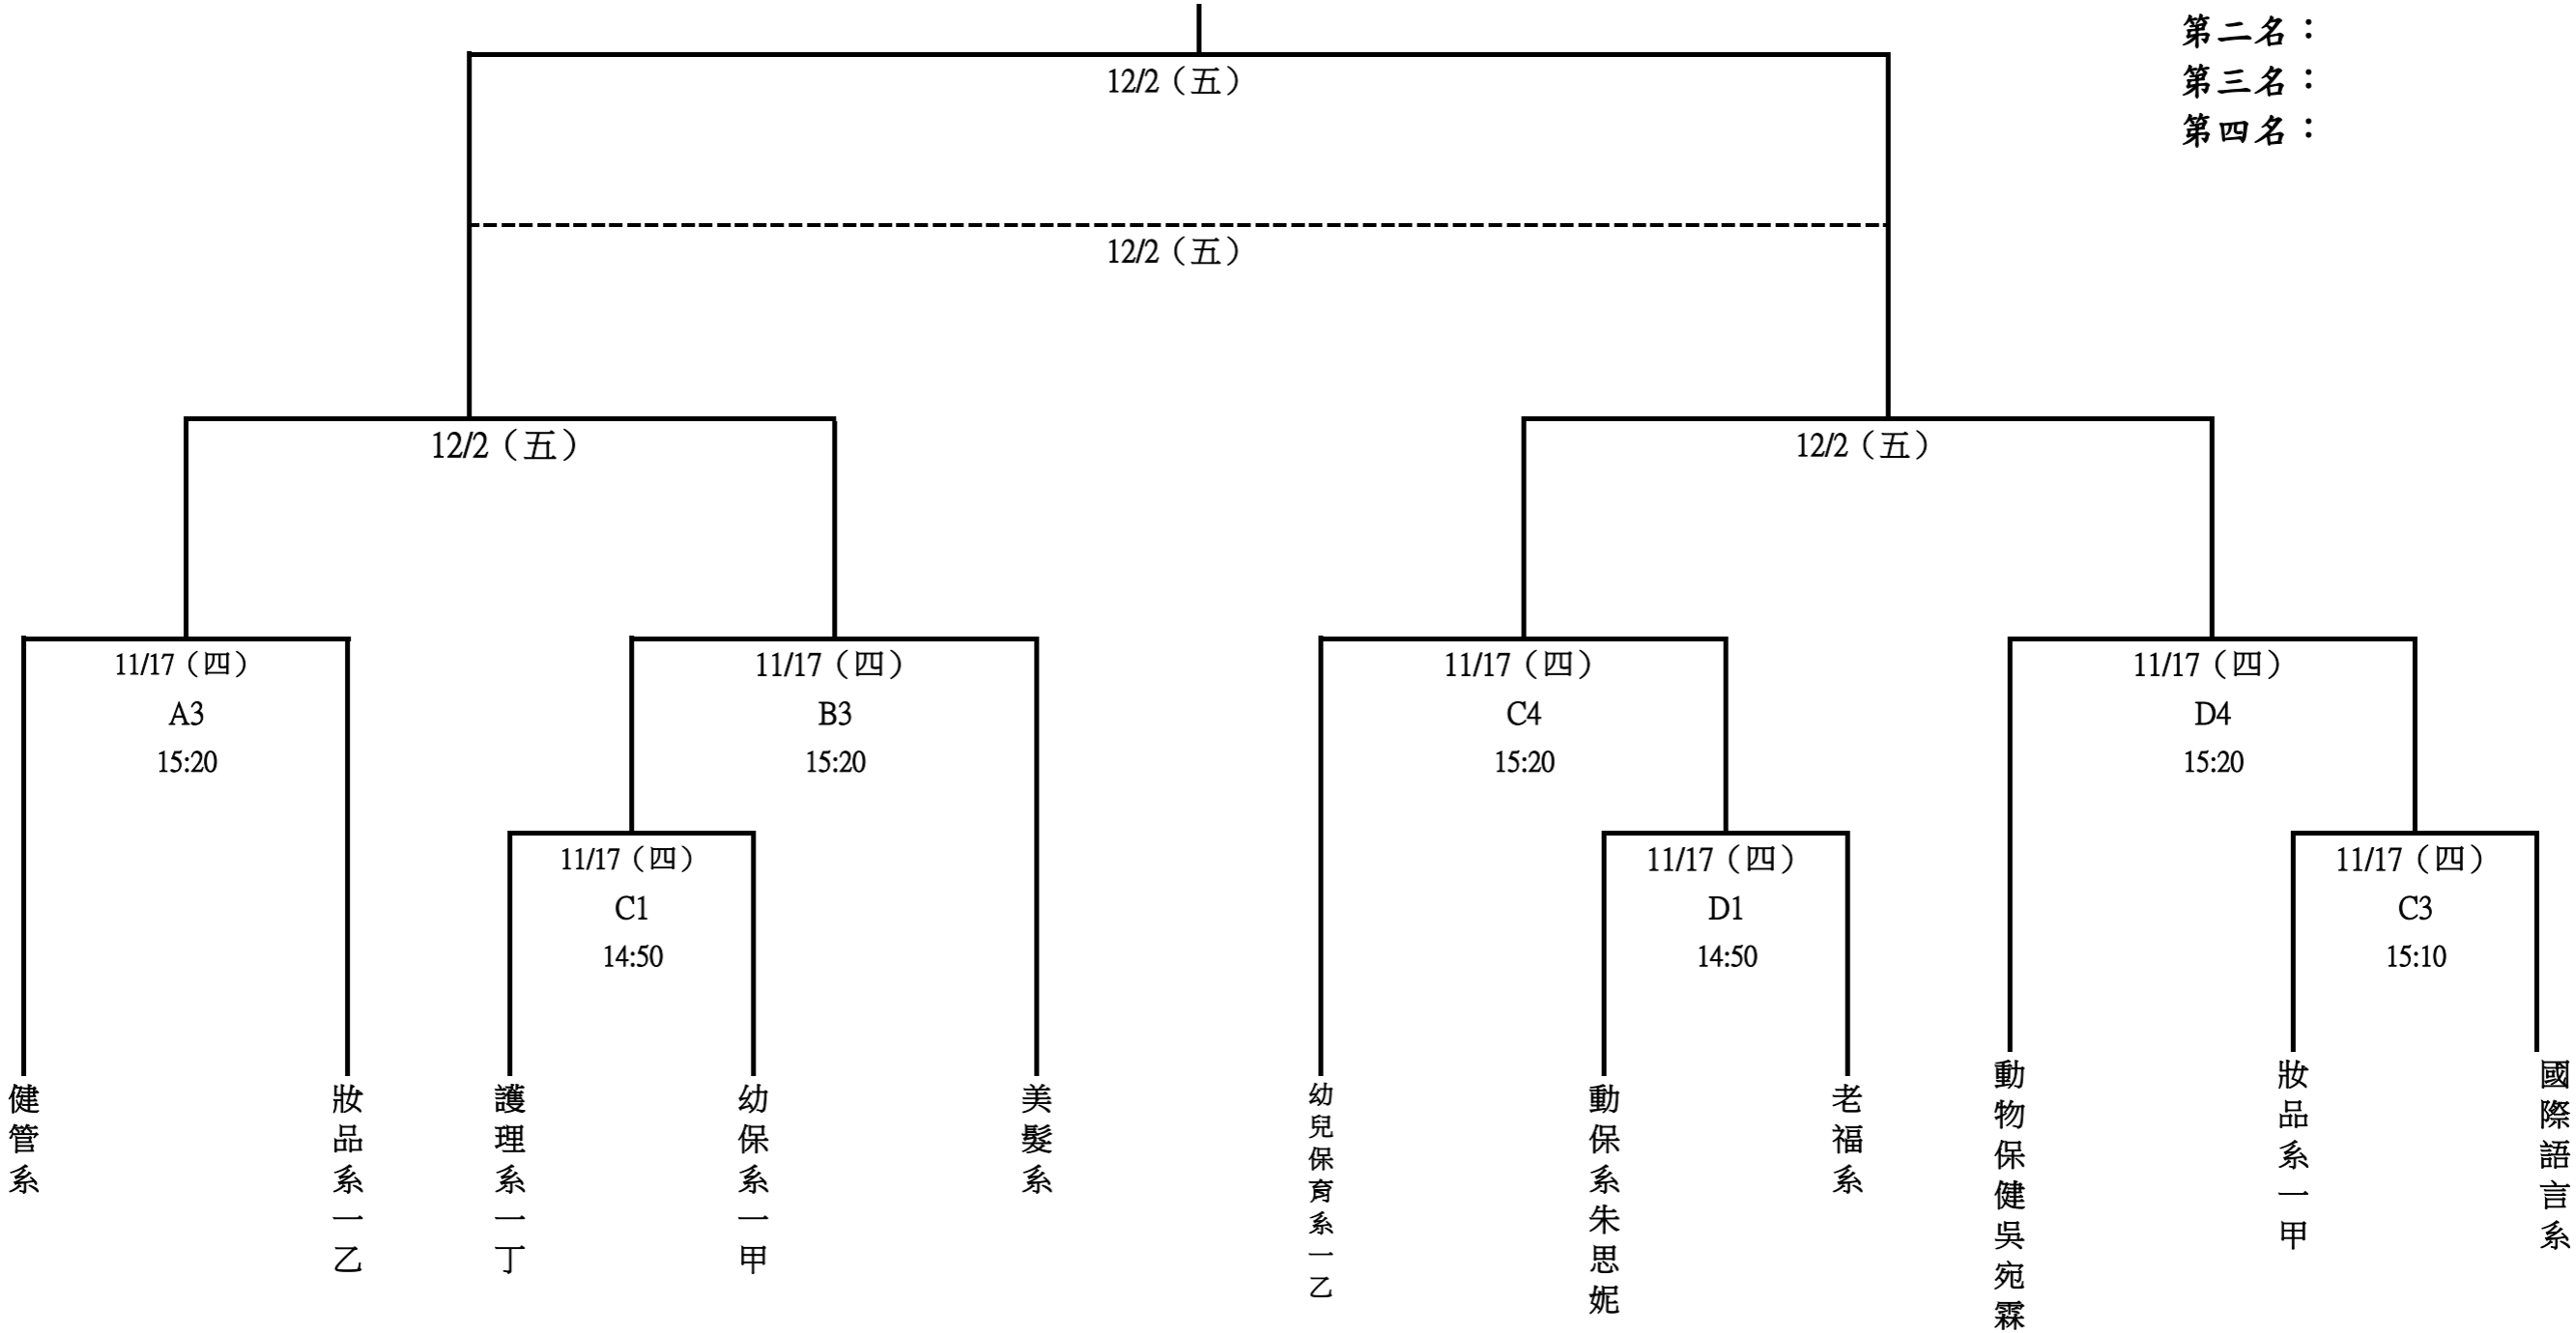 第二名：
第三名：
第四名：
12/2（五）
12/2（五）
12/2（五）
12/2（五）
11/17（四）
A3
15:20
11/17（四）
B3
15:20
11/17（四）
C4
15:20
11/17（四）
D4
15:20
11/17（四）
C1
14:50
11/17（四）
D1
14:50
11/17（四）
C3
15:10
健管系
妝品系一乙
護理系一丁
幼保系一甲
美髮系
幼兒保育系一乙
動保系朱思妮
老福系
動物保健吳宛霖
妝品系一甲
國際語言系